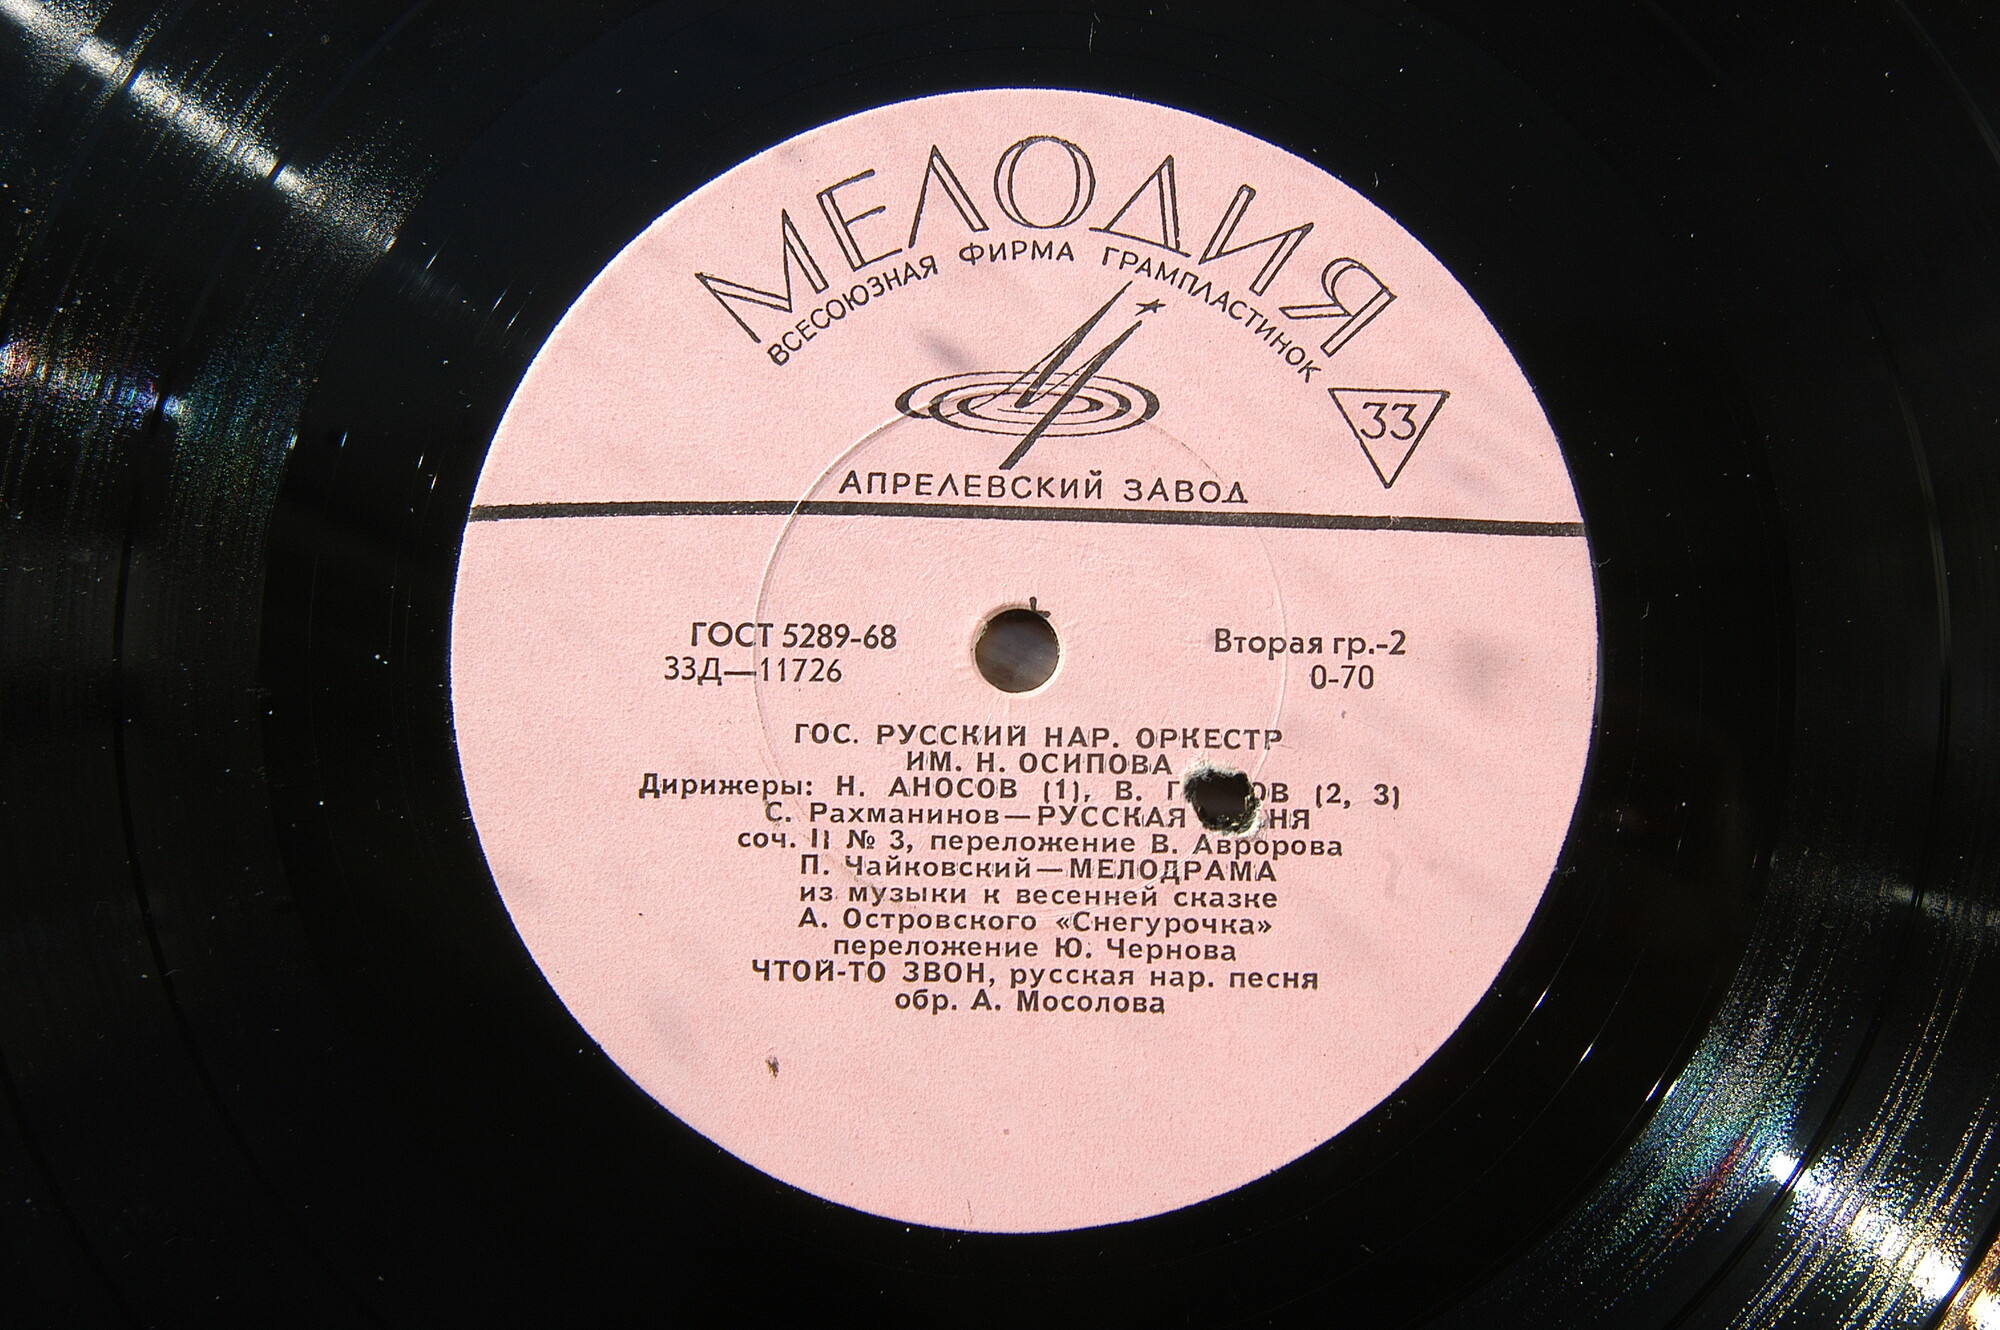 МЕЛОДИЯ
ВСЕСОЮЗНАЯ ФИРМА ГРАМПЛАСТИНОК
33
АПРЕЛЕВСКИЙ ЗАВОД
ГОСТ 5289-68
Вторая гр.-2
33Д—11726
0-70
ГОС. РУССКИЙ НАР. ОРКЕСТР
ИМ. Н. ОСИПОВА
Дирижеры: Н. АНОСОВ (1), В. (2, 3)
С. Рахманинов—РУССКАЯ
соч. 11 № 3, переложение В. Авророва
П. Чайковский—МЕЛОДРАМА
из музыки к весенней сказке
А. Островского «Снегурочка»
переложение Ю. Чернова
ЧТОЙ-ТО ЗВОН, русская нар. песня
обр. А. Мосолова